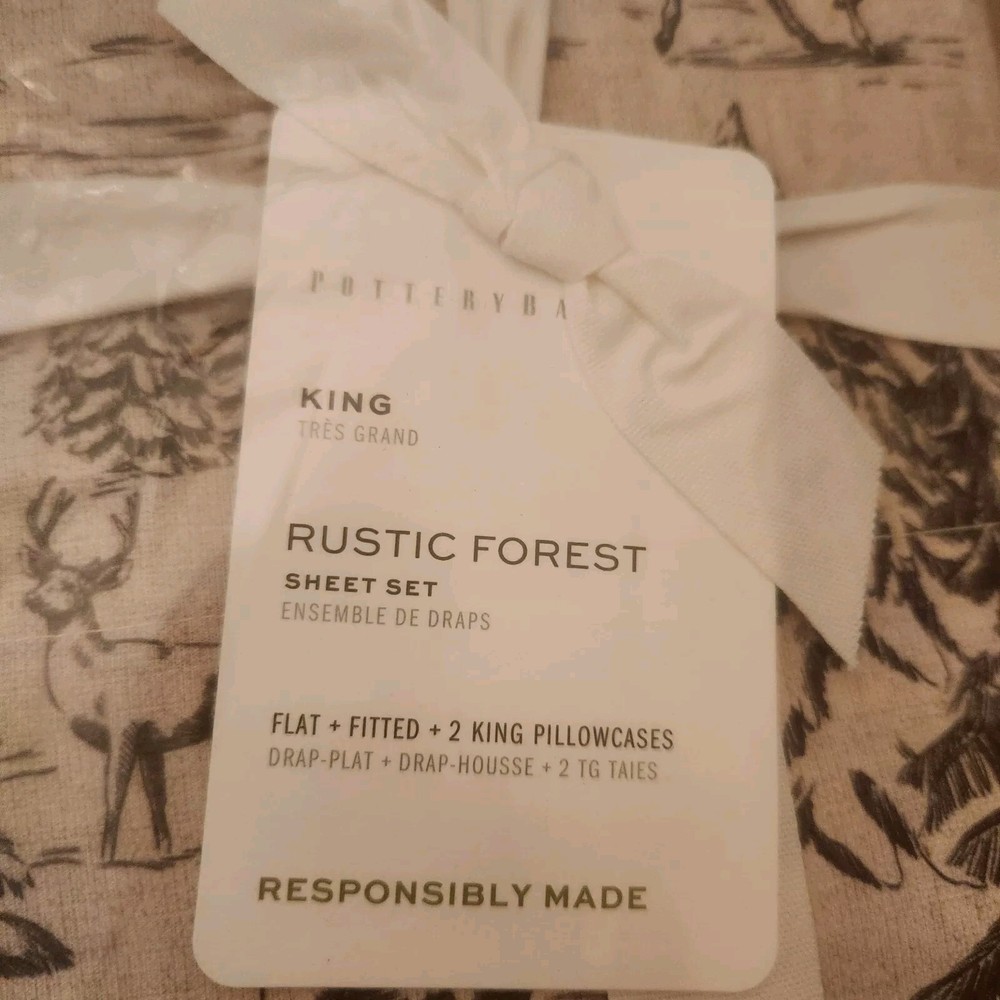 POTTERYBA
KING
TRÈS GRAND
RUSTIC FOREST
SHEET SET
ENSEMBLE DE DRAPS
FLAT + FITTED + 2 KING PILLOWCASES
DRAP-PLAT + DRAP-HOUSSE + 2 TG TAIES
RESPONSIBLY MADE